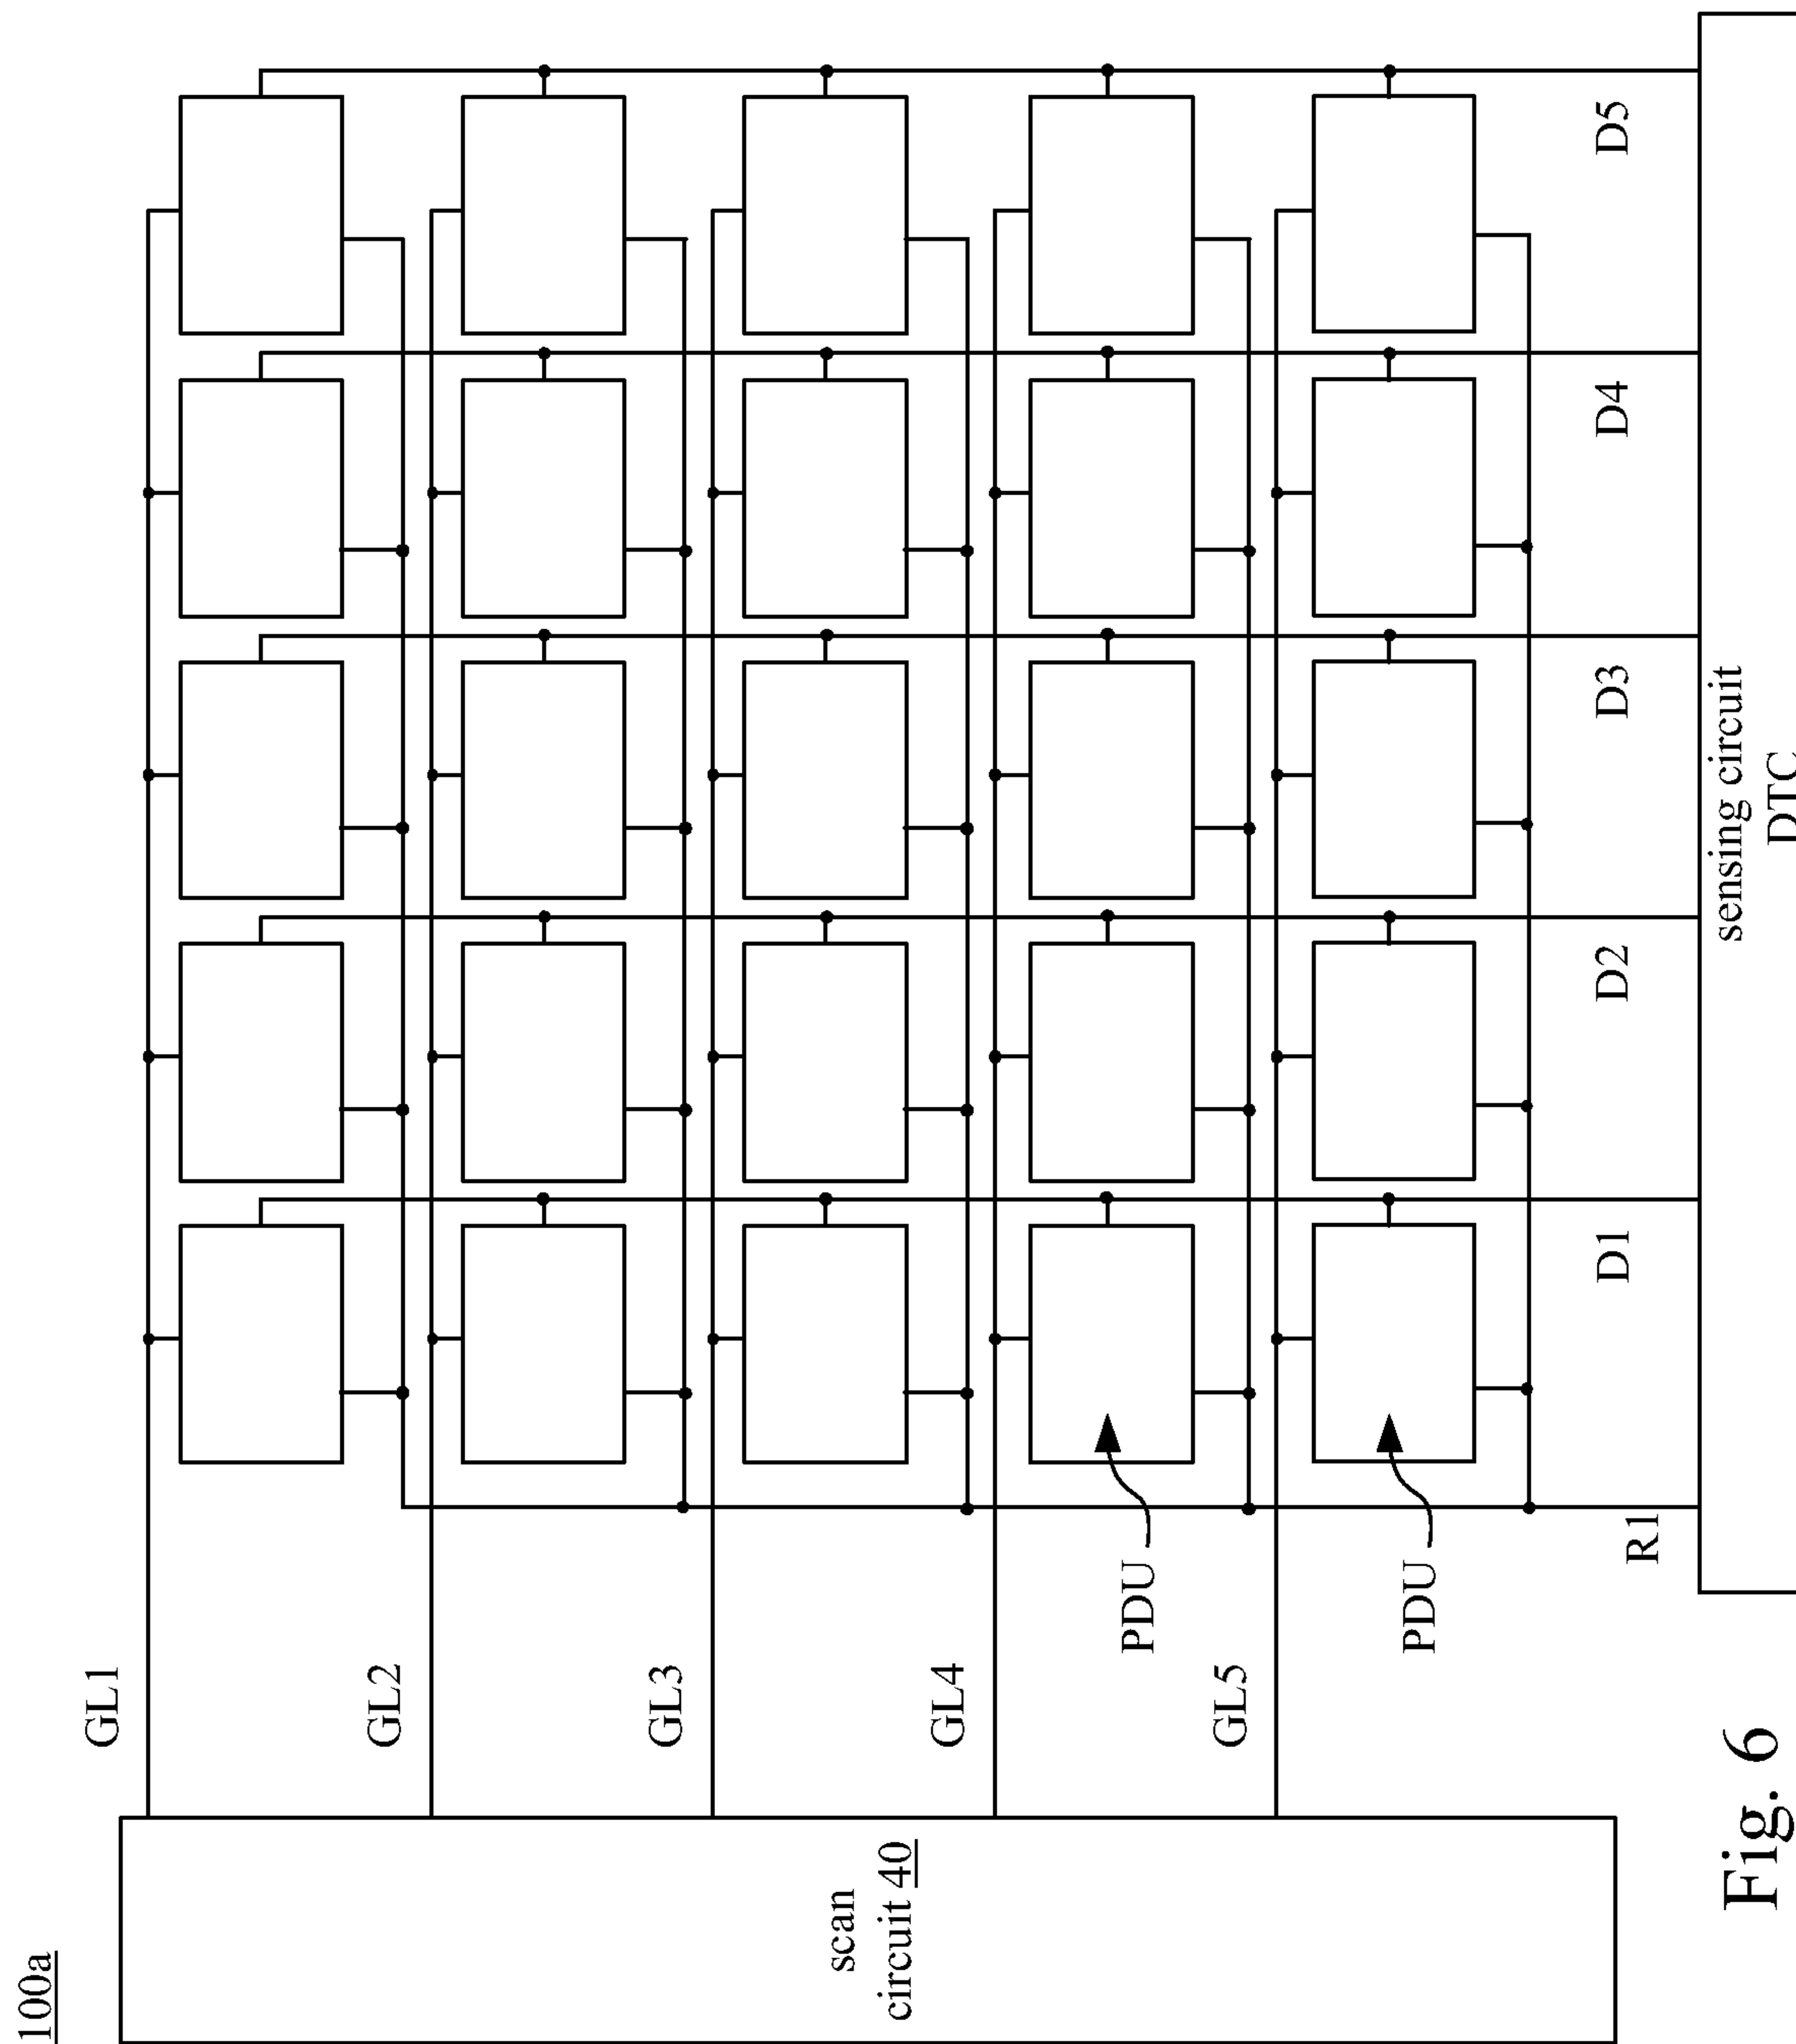 100a
GL1
GL2
GL3
GL4
GL5
scan
circuit 40
PDU
PDU
R1
D1
D2
D3
D4
D5
sensing circuit
DTC
Fig. 6